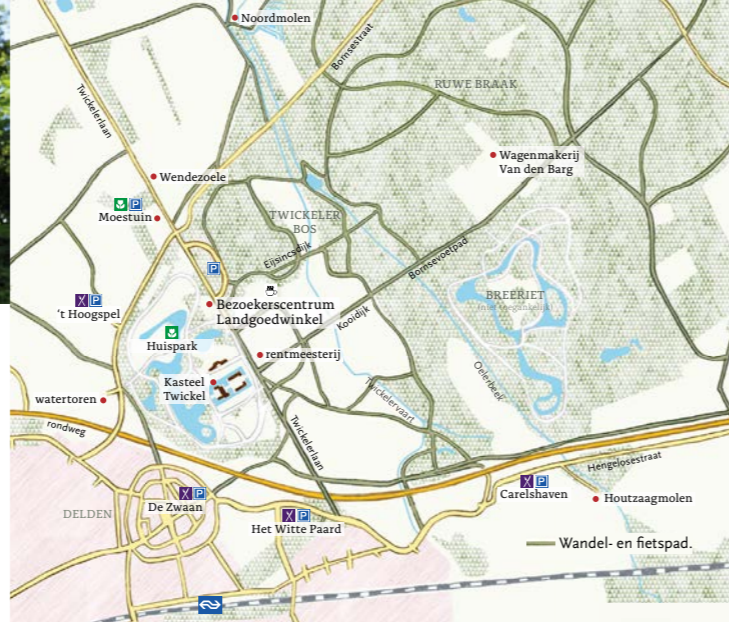 Noordmolen
Bornsestraat
Twickelerlaan
RUWE BRAAK
Wagenmakerij
Van den Barg
Wendezoele
P
Moestuin
TWICKELER
BOS
Eijsincsdijk
Bornsevoetpad
P
P
't Hoogspel
Bezoekerscentrum
Landgoedwinkel
Kooidijk
BREERIET
(niet toegankelijk)
Huispark
rentmeesterij
Kasteel
Twickel
Oelerbeek
Twickelervaart
watertoren
rondweg
Twickelerlaan
Hengelosestraat
P
De Zwaan
P
Carelshaven
Houtzaagmolen
DELDEN
P
Het Witte Paard
Wandel- en fietspad.